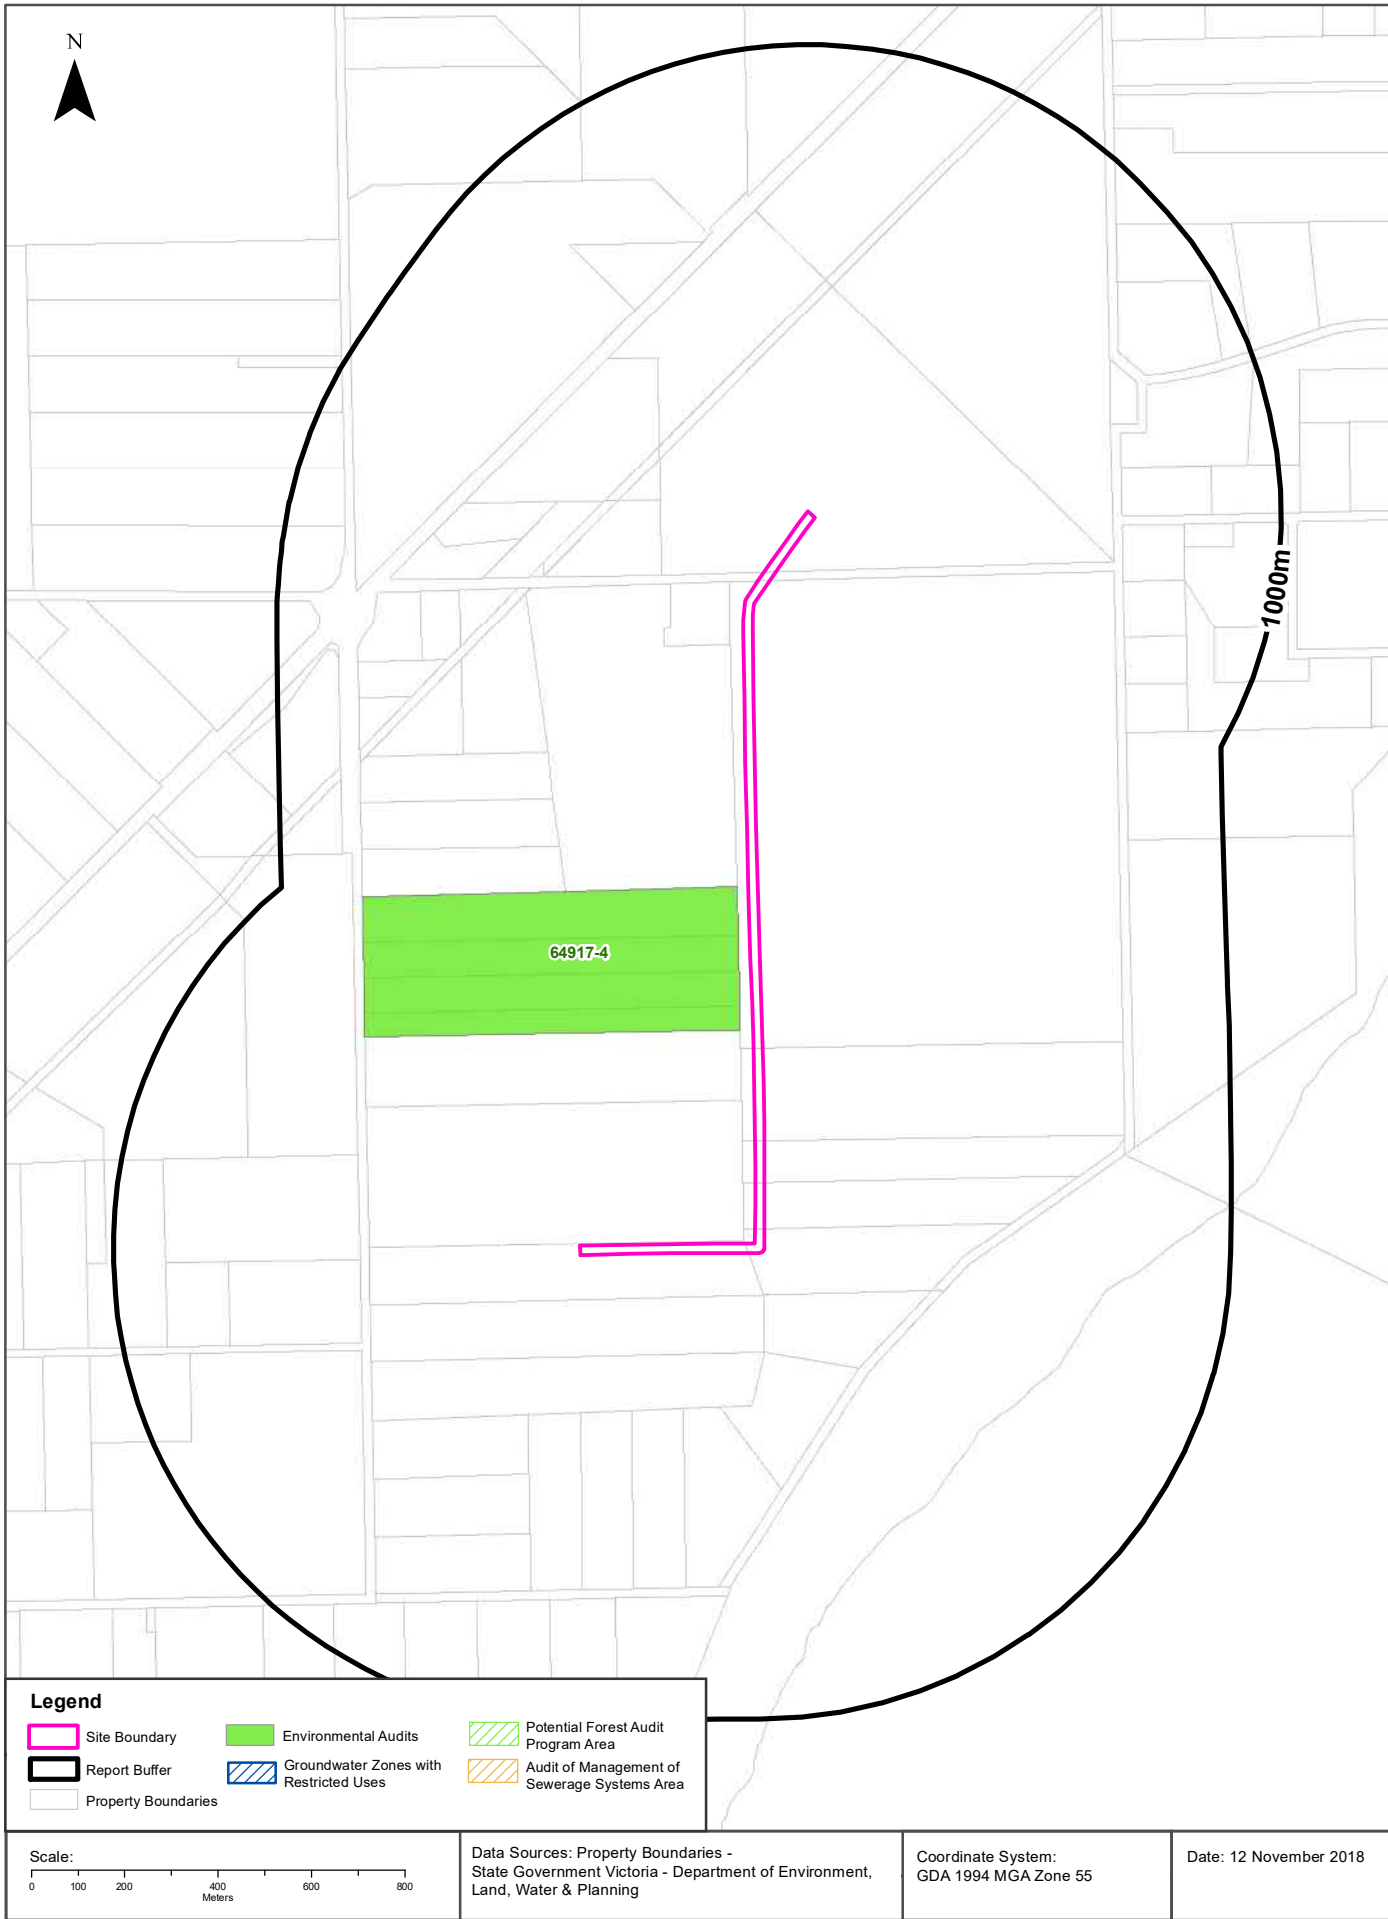 N
1000m
64917-4
Legend
Site Boundary
Report Buffer
Property Boundaries
Environmental Audits
Groundwater Zones with
Restricted Uses
Potential Forest Audit
Program Area
Audit of Management of
Sewerage Systems Area
Scale:
0 100 200 400 600 800
Meters
Data Sources: Property Boundaries -
State Government Victoria - Department of Environment,
Land, Water & Planning
Coordinate System:
GDA 1994 MGA Zone 55
Date: 12 November 2018